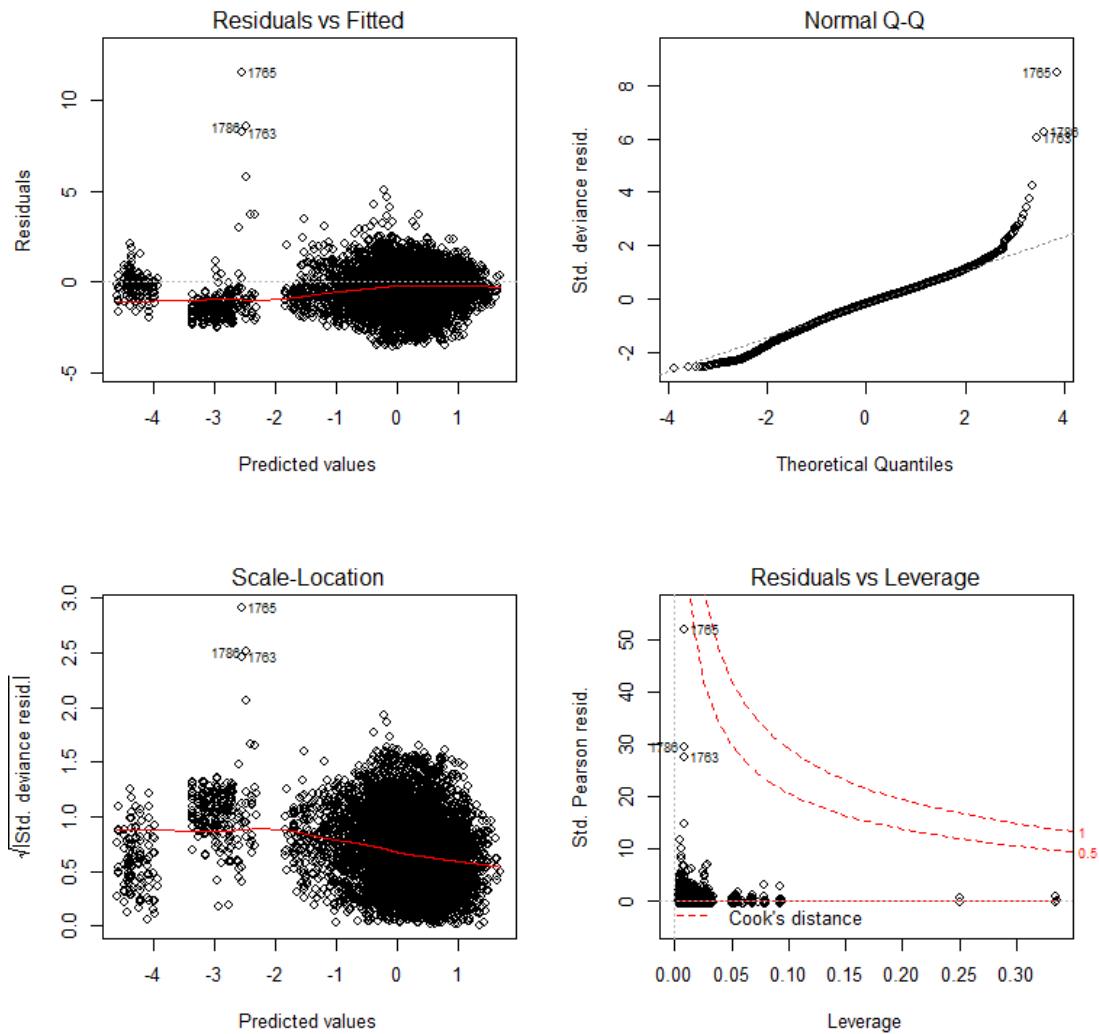 Residuals vs Fitted
Residuals
10
5
0
-5
1765
1786
1763
-4 -3 -2 -1 0 1
Predicted values
Normal Q-Q
Std. deviance resid.
8
6
4
2
0
-2
1765
1786
1763
-4 -2 0 2 4
Theoretical Quantiles
Scale-Location
√|Std. deviance resid.|
3.0
2.5
2.0
1.5
1.0
0.5
0.0
1765
1786
1763
-4 -3 -2 -1 0 1
Predicted values
Residuals vs Leverage
Std. Pearson resid.
50
40
30
20
10
0
1765
1786
1763
1
0.5
Cook's distance
0.00 0.05 0.10 0.15 0.20 0.25 0.30
Leverage